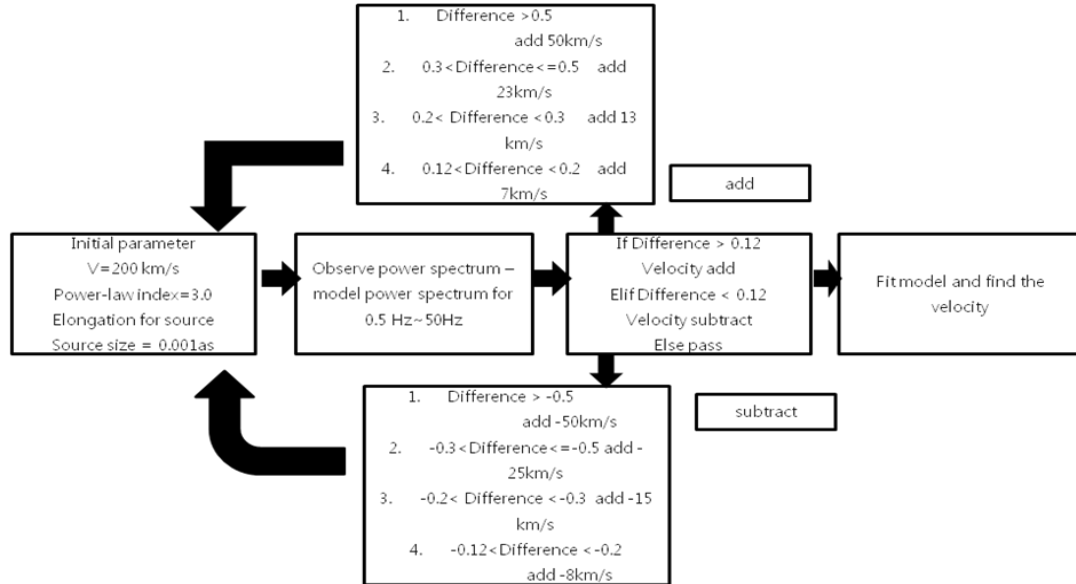 1. Difference >0.5
add 50km/s
2. 0.3<Difference<=0.5 add
23km/s
3. 0.2< Difference <0.3 add 13
km/s
4. 0.12<Difference <0.2 add
7km/s
add
Initial parameter
V=200 km/s
Power-law index=3.0
Elongation for source
Source size = 0.001as
Observe power spectrum –
model power spectrum for
0.5 Hz~50Hz
If Difference > 0.12
Velocity add
Elif Difference < 0.12
Velocity subtract
Else pass
Fit model and find the
velocity
1. Difference > -0.5
add -50km/s
2. -0.3<Difference<=-0.5 add -
25km/s
3. -0.2< Difference <-0.3 add -15
km/s
4. -0.12<Difference <-0.2
add -8km/s
subtract